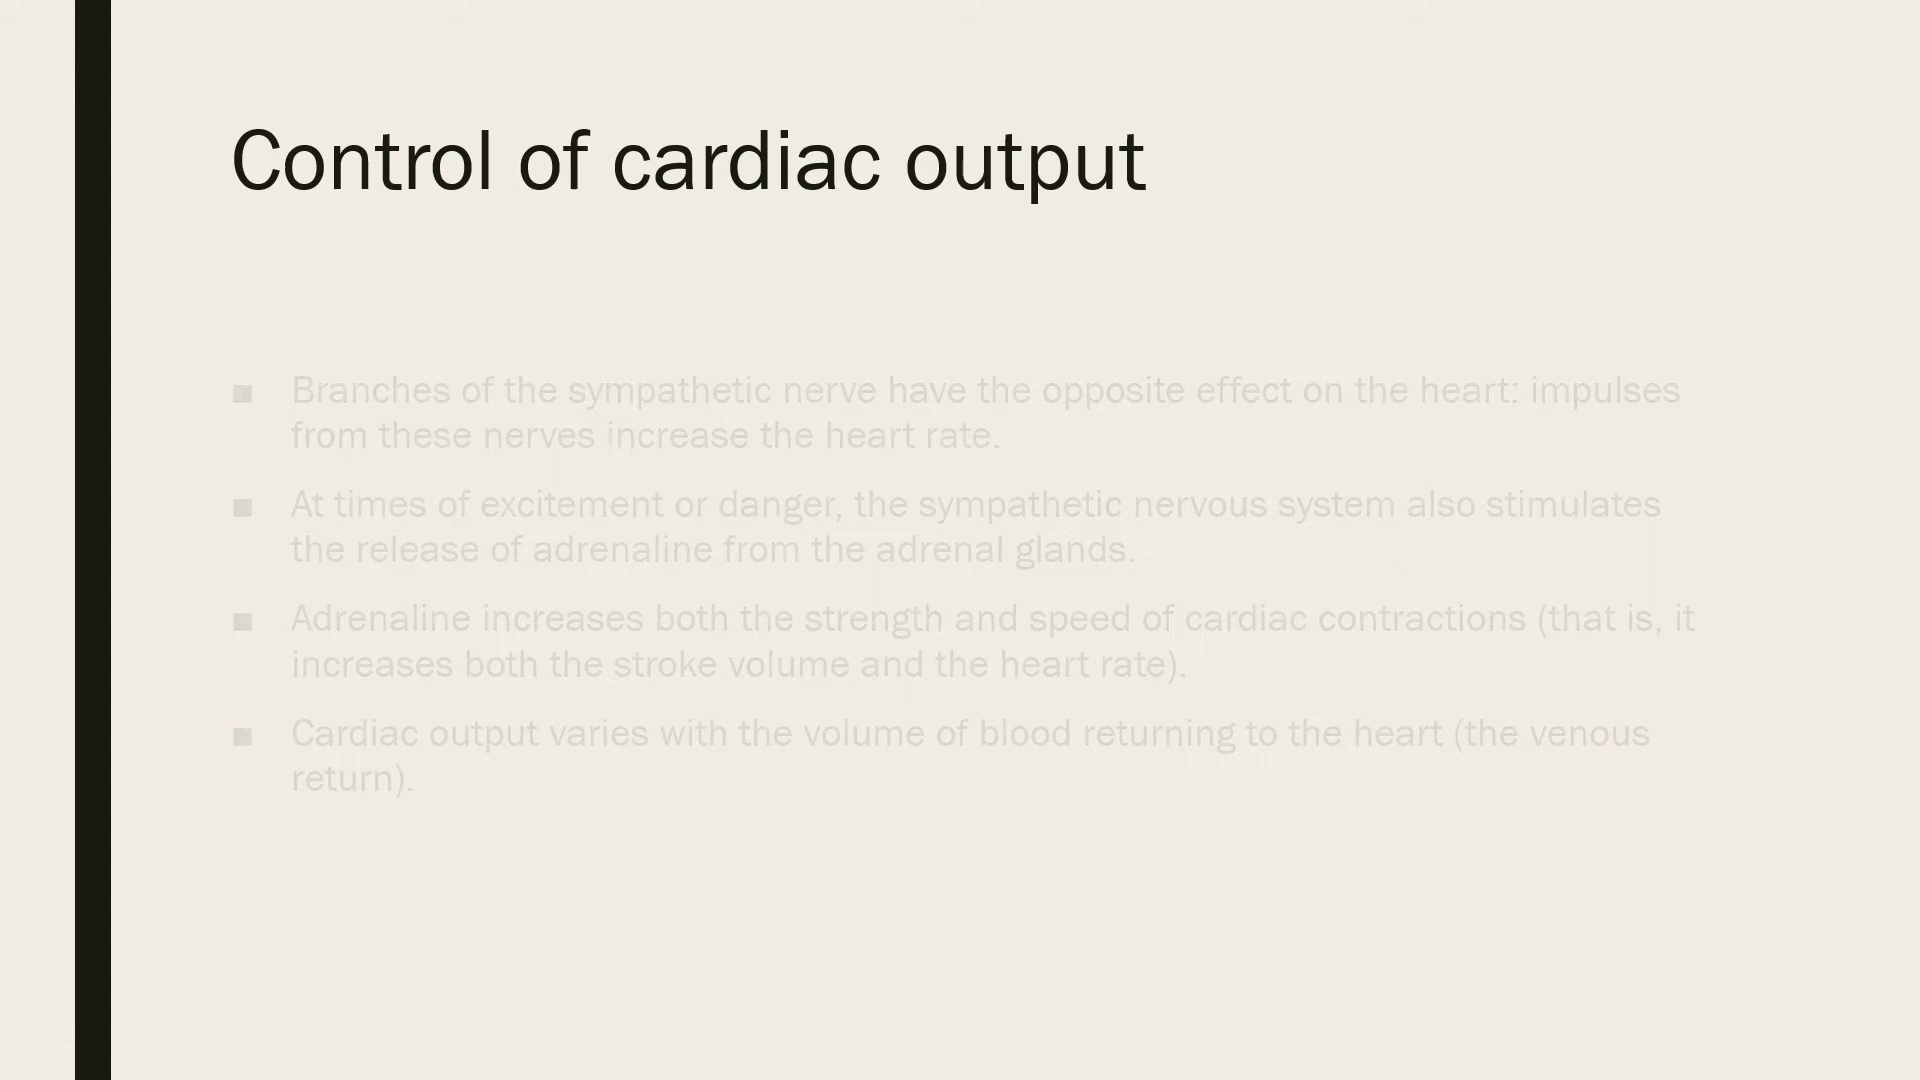 Control of cardiac output
■ Branches of the sympathetic nerve have the opposite effect on the heart: impulses
from these nerves increase the heart rate.
■ At times of excitement or danger, the sympathetic nervous system also stimulates
the release of adrenaline from the adrenal glands.
■ Adrenaline increases both the strength and speed of cardiac contractions (that is, it
increases both the stroke volume and the heart rate).
■ Cardiac output varies with the volume of blood returning to the heart (the venous
return).